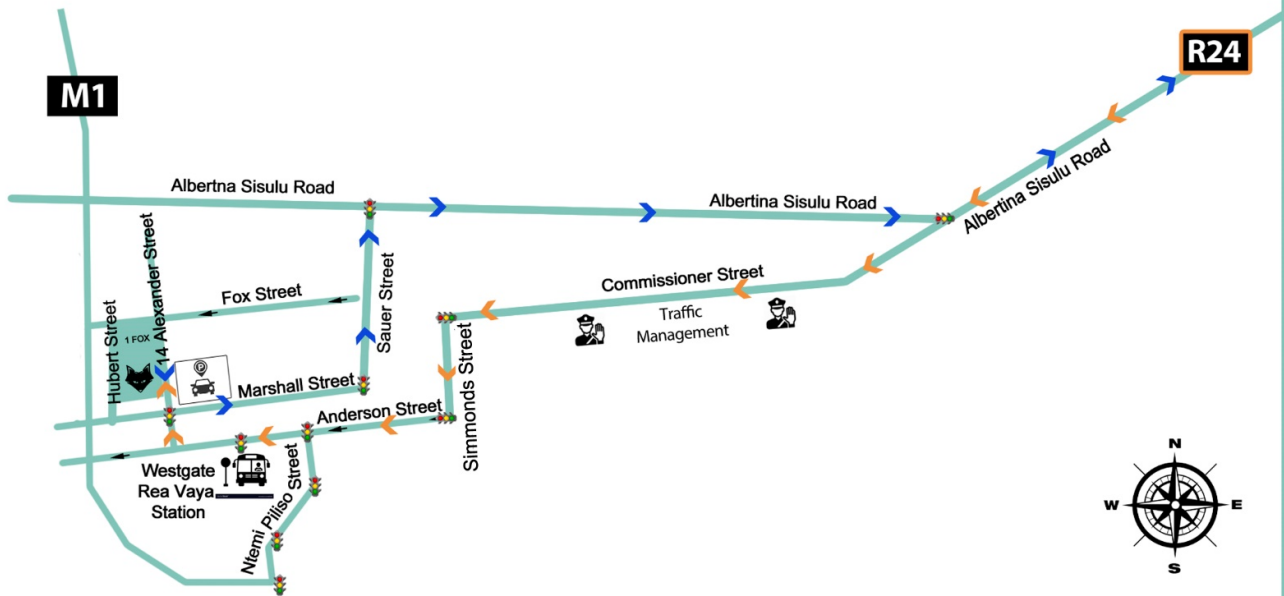 R24
M1
Albertna Sisulu Road
Albertina Sisulu Road
Albertina Sisulu Road
14 Alexander Street
Commissioner Street
Fox Street
Sauer Street
Traffic
Management
Hubert Street
1 FOX
P
Marshall Street
Simmonds Street
Anderson Street
Westgate
Rea Vaya
Station
Ntemi Piliso Street
N
W
E
S